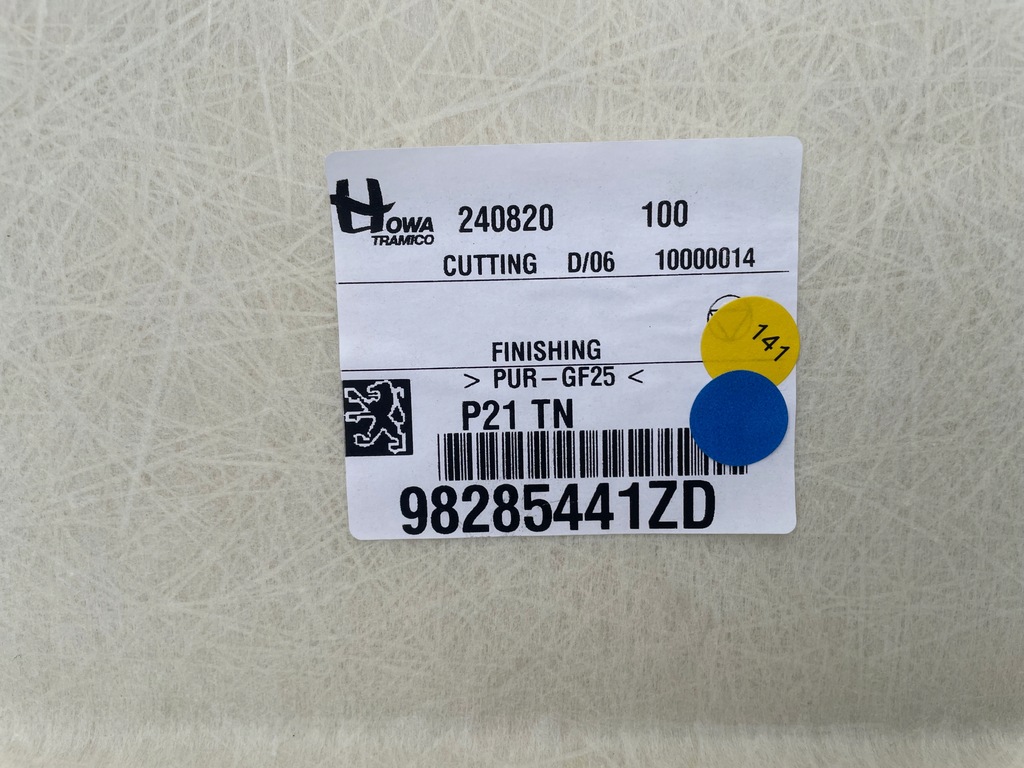 HOWA
TRAMICO
240820 100
CUTTING D/06 10000014
FINISHING
> PUR-GF25 <
P21 TN
98285441ZD
141